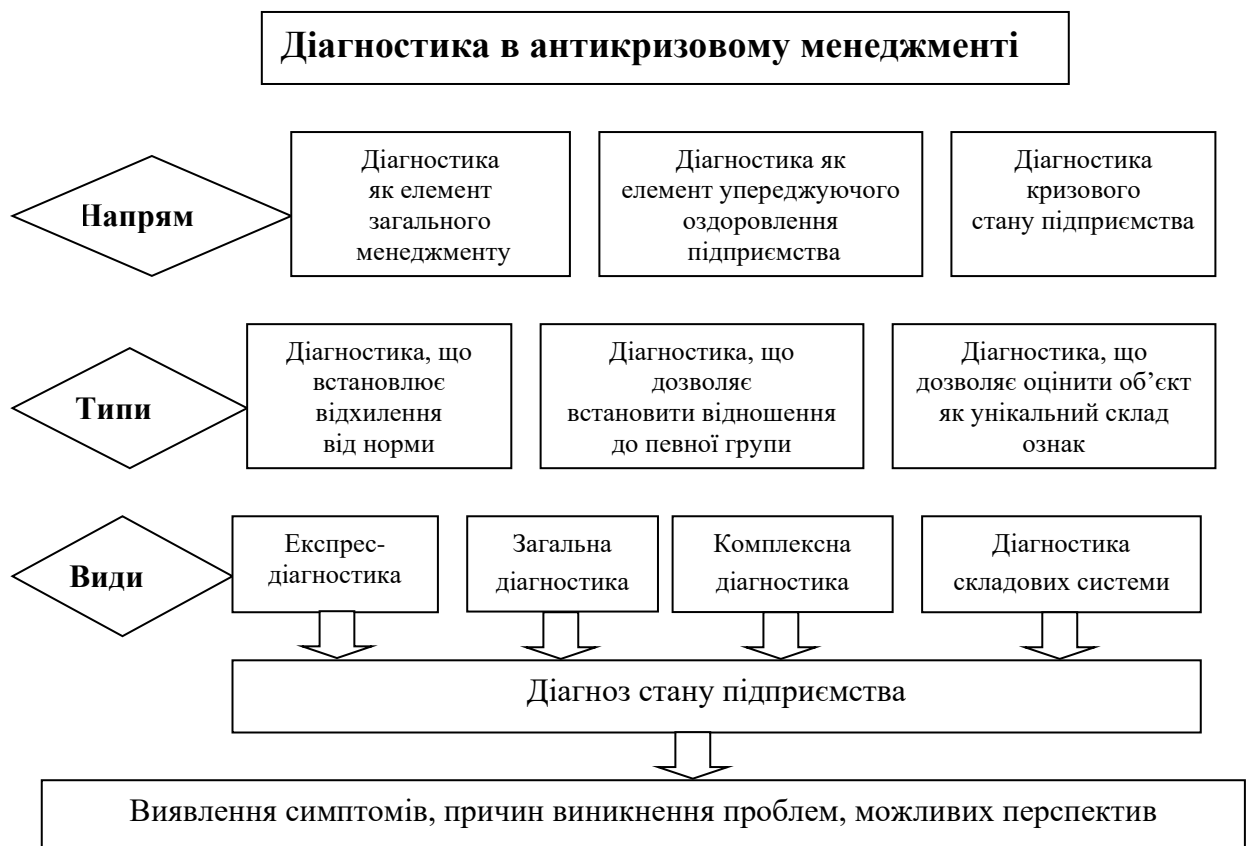 Діагностика в антикризовому менеджменті
Напрям
Діагностика
як елемент
загального
менеджменту
Діагностика як
елемент упереджуючого
оздоровлення
підприємства
Діагностика
кризового
стану підприємства
Типи
Діагностика, що
встановлює
відхилення
від норми
Діагностика, що
дозволяє
встановити відношення
до певної групи
Діагностика, що
дозволяє оцінити об’єкт
як унікальний склад
ознак
Види
Експрес-
діагностика
Загальна
діагностика
Комплексна
діагностика
Діагностика
складових системи
Діагноз стану підприємства
Виявлення симптомів, причин виникнення проблем, можливих перспектив